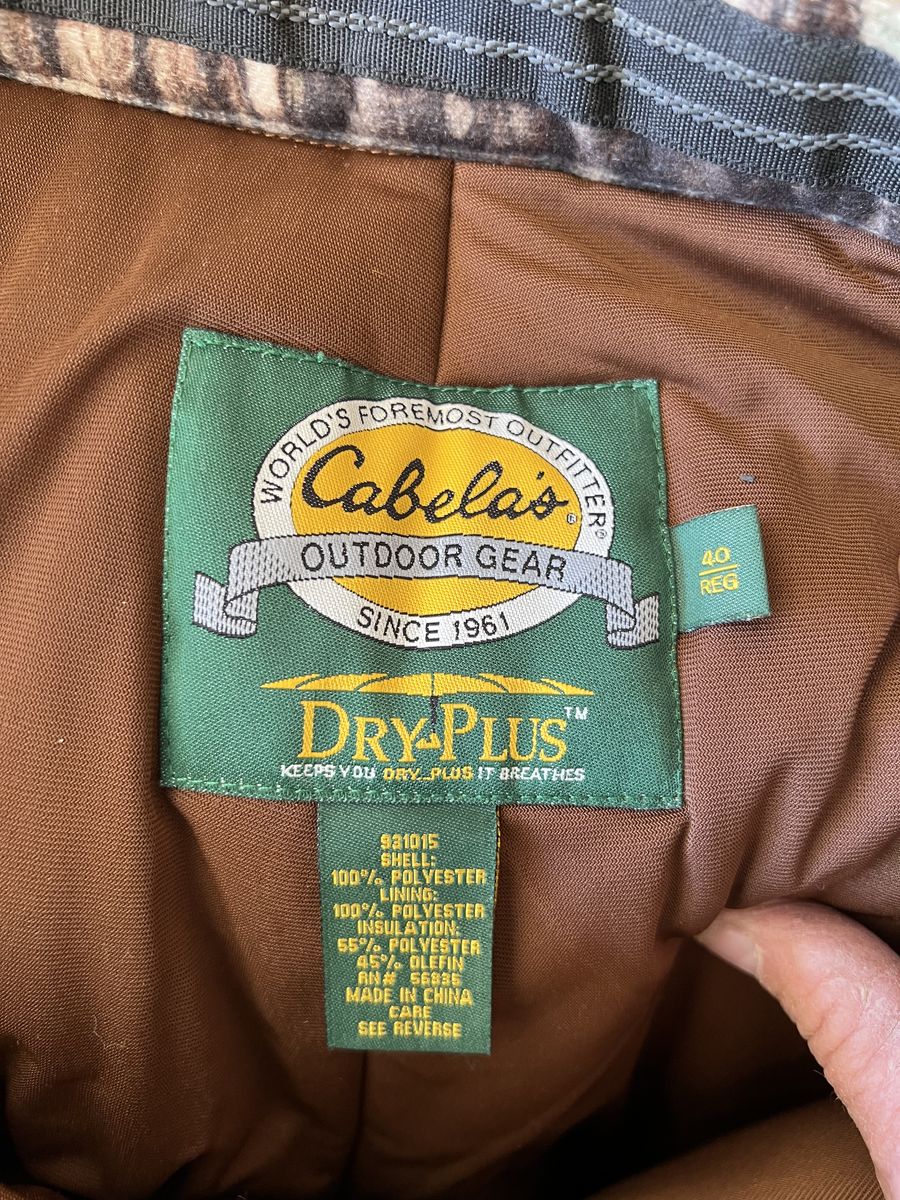 WORLD'S FOREMOST OUTFITTER®
Cabela's®
OUTDOOR GEAR
SINCE 1961
40
REG
DRY-PLUS™
KEEPS YOU DRY...PLUS IT BREATHES
931015
SHELL:
100% POLYESTER
LINING:
100% POLYESTER
INSULATION:
55% POLYESTER
45% OLEFIN
RN# 56835
MADE IN CHINA
CARE
SEE REVERSE